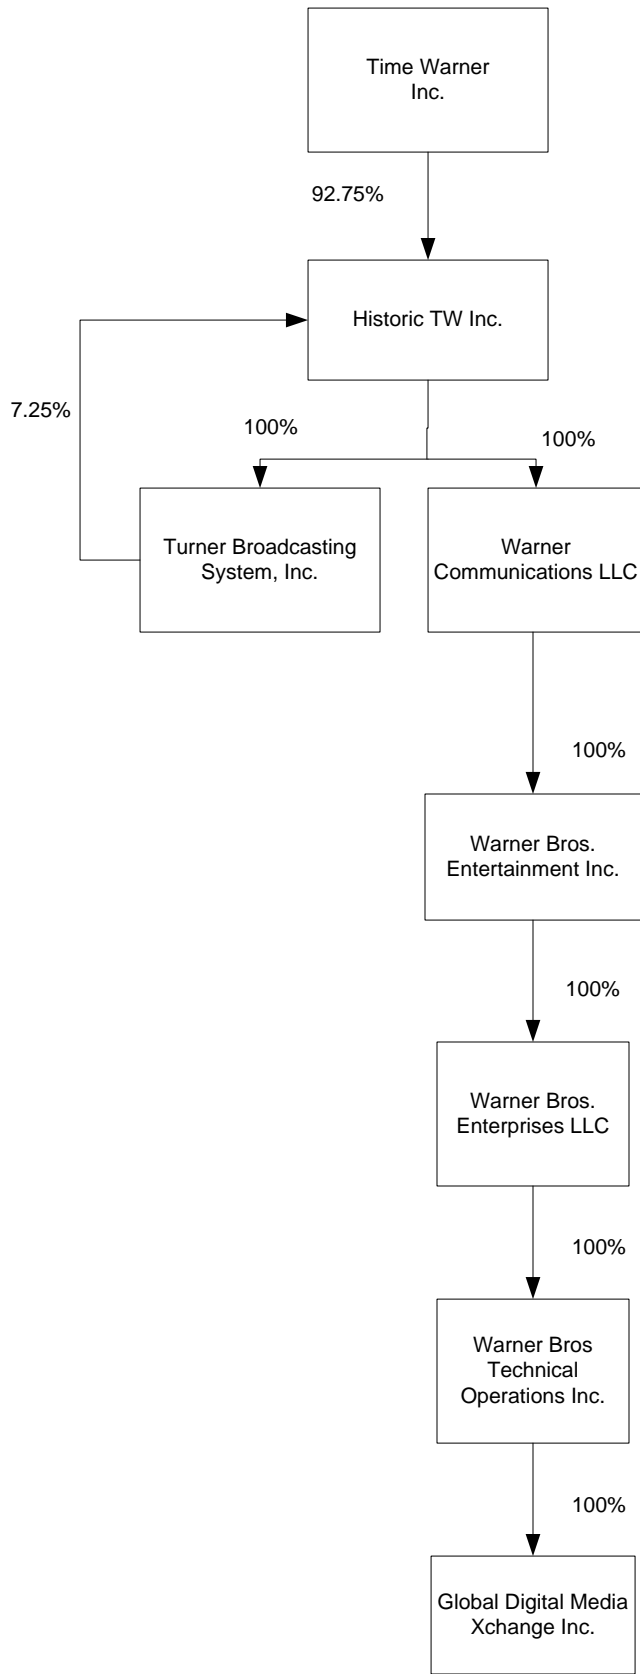 Time Warner
Inc.
92.75%
Historic TW Inc.
7.25%
100%
100%
Turner Broadcasting
System, Inc.
Warner
Communications LLC
100%
Warner Bros.
Entertainment Inc.
100%
Warner Bros.
Enterprises LLC
100%
Warner Bros
Technical
Operations Inc.
100%
Global Digital Media
Xchange Inc.